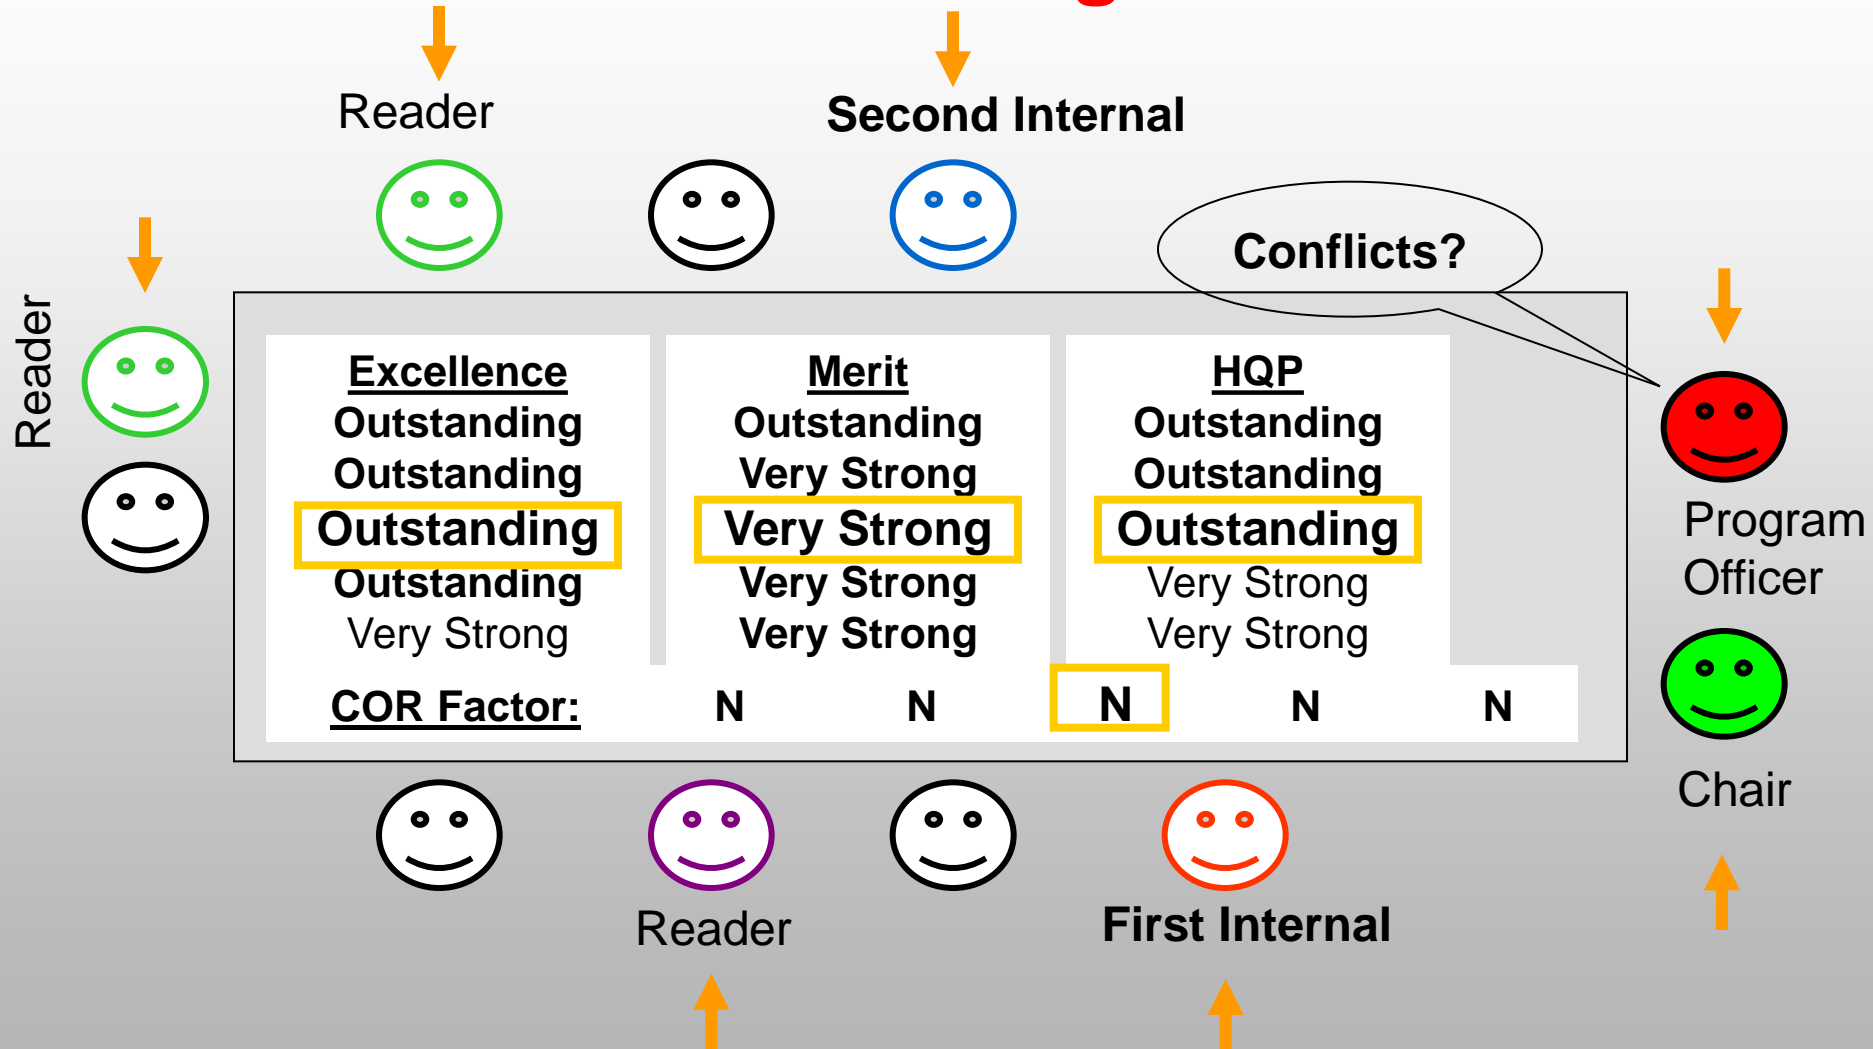 Reader
Second Internal
Conflicts?
Reader
Excellence
Outstanding
Outstanding
Outstanding
Outstanding
Very Strong
Merit
Outstanding
Very Strong
Very Strong
Very Strong
Very Strong
HQP
Outstanding
Outstanding
Outstanding
Very Strong
Very Strong
COR Factor: N N N N N
Program
Officer
Chair
Reader
First Internal